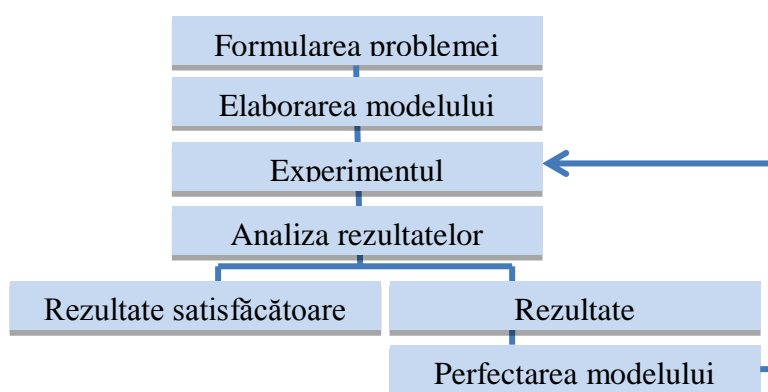 Formularea problemei
Elaborarea modelului
Experimentul
Analiza rezultatelor
Rezultate satisfăcătoare
Rezultate
Perfectarea modelului